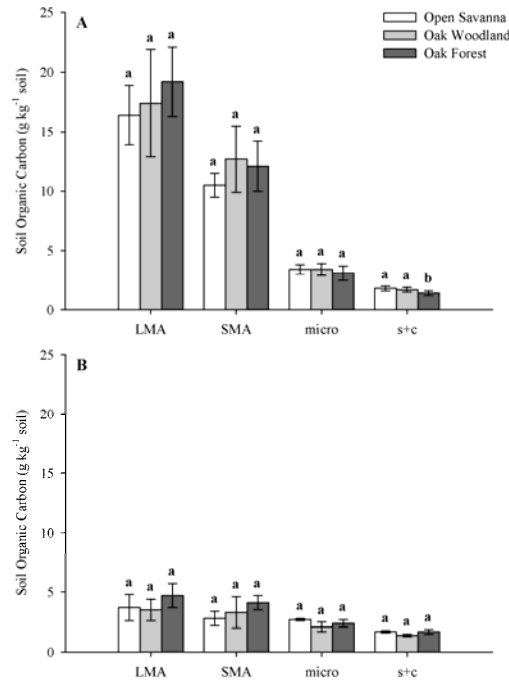 A
Open Savanna
Oak Woodland
Oak Forest
25
20
15
10
5
0
Soil Organic Carbon (g kg⁻¹ soil)
a a a
a a a
a a a
a a b
LMA SMA micro s+c
B
25
20
15
10
5
0
Soil Organic Carbon (g kg⁻¹ soil)
a a a
a a a
a a a
a a a
LMA SMA micro s+c